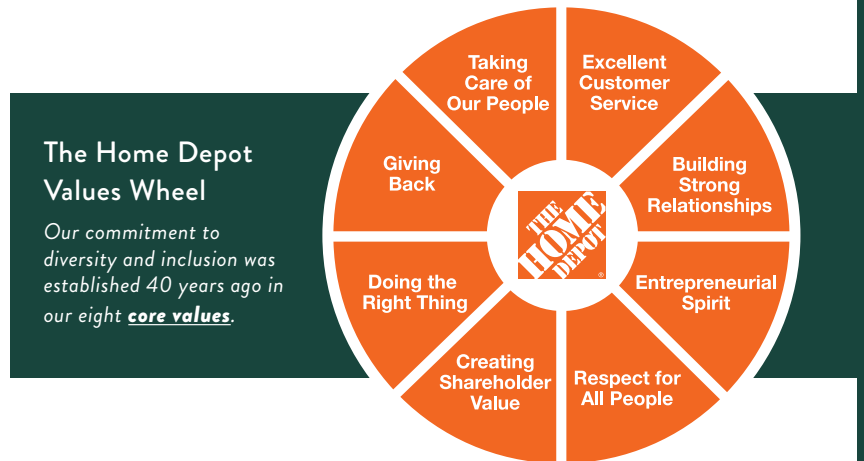 The Home Depot
Values Wheel
Our commitment to
diversity and inclusion was
established 40 years ago in
our eight core values.
Taking
Care of
Our People
Excellent
Customer
Service
Building
Strong
Relationships
Entrepreneurial
Spirit
Respect for
All People
Creating
Shareholder
Value
Doing the
Right Thing
Giving
Back
THE
HOME
DEPOT
®